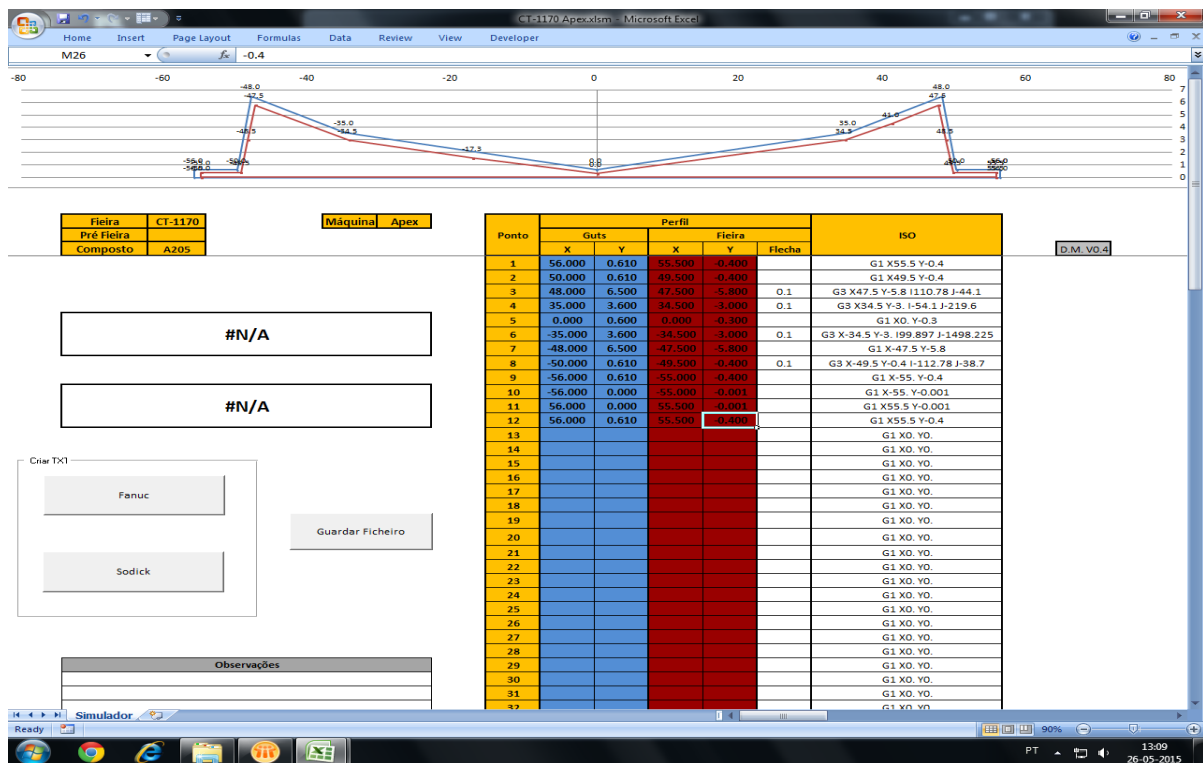 CT-1170 Apex.xlsm - Microsoft Excel
Home Insert Page Layout Formulas Data Review View Developer
M26 fx -0.4
-80 -60 -40 -20 0 20 40 60 80
-48.0 48.0
-47.5 47.5
-35.0 35.0 41.0
-34.5 34.5
-17.3
0.0
7
6
5
4
3
2
1
0
Fieira CT-1170 Máquina Apex
Pré Fieira
Composto A205
Ponto Perfil ISO
Guts Fieira
X Y X Y Flecha
D.M. V0.4
1 56.000 0.610 55.500 -0.400 G1 X55.5 Y-0.4
2 50.000 0.610 49.500 -0.400 G1 X49.5 Y-0.4
3 48.000 6.500 47.500 -5.800 0.1 G3 X47.5 Y-5.8 I110.78 J-44.1
4 35.000 3.600 34.500 -3.000 0.1 G3 X34.5 Y-3. I-54.1 J-219.6
5 0.000 0.600 0.000 -0.300 G1 X0. Y-0.3
6 -35.000 3.600 -34.500 -3.000 0.1 G3 X-34.5 Y-3. I99.897 J-1498.225
7 -48.000 6.500 -47.500 -5.800 G1 X-47.5 Y-5.8
8 -50.000 0.610 -49.500 -0.400 0.1 G3 X-49.5 Y-0.4 I-112.78 J-38.7
9 -56.000 0.610 -55.000 -0.400 G1 X-55. Y-0.4
10 -56.000 0.000 -55.000 -0.001 G1 X-55. Y-0.001
11 56.000 0.000 55.500 -0.001 G1 X55.5 Y-0.001
12 56.000 0.610 55.500 -0.400 G1 X55.5 Y-0.4
13 G1 X0. Y0.
14 G1 X0. Y0.
15 G1 X0. Y0.
16 G1 X0. Y0.
17 G1 X0. Y0.
18 G1 X0. Y0.
19 G1 X0. Y0.
20 G1 X0. Y0.
21 G1 X0. Y0.
22 G1 X0. Y0.
23 G1 X0. Y0.
24 G1 X0. Y0.
25 G1 X0. Y0.
26 G1 X0. Y0.
27 G1 X0. Y0.
28 G1 X0. Y0.
29 G1 X0. Y0.
30 G1 X0. Y0.
31 G1 X0. Y0.
32 G1 X0. Y0.
#N/A
#N/A
Criar TXT
Fanuc
Guardar Ficheiro
Sodick
Observações
Simulador
Ready 90%
PT 13:09
26-05-2015